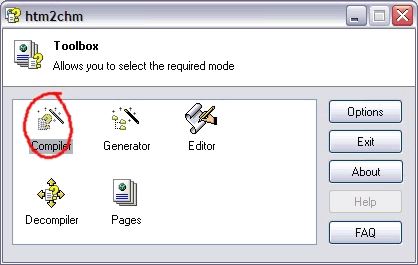 htm2chm
Toolbox
Allows you to select the required mode
Compiler Generator Editor
Decompiler Pages
Options
Exit
About
Help
FAQ